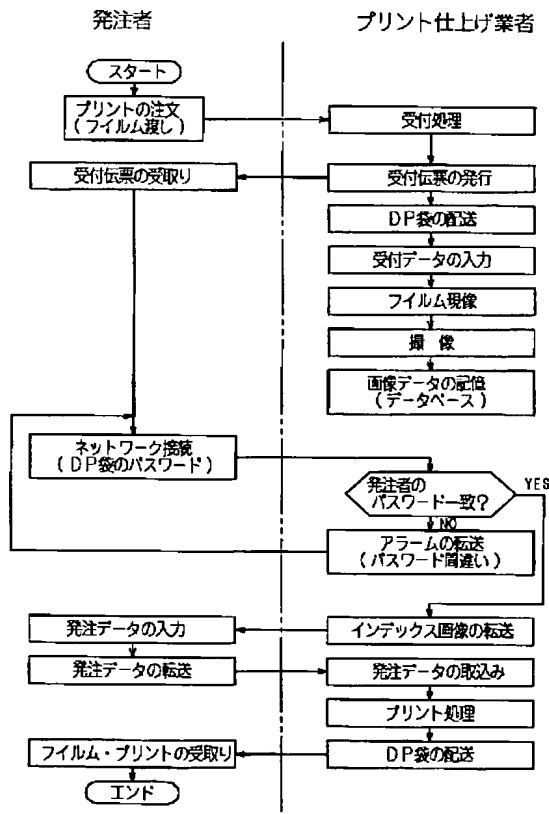 発注者
プリント仕上げ業者
スタート
プリントの注文
(フイルム渡し)
受付処理
受付伝票の受取り
受付伝票の発行
DP袋の配送
受付データの入力
フイルム現像
撮 像
画像データの記憶
(データベース)
ネットワーク接続
(DP袋のパスワード)
発注者の
パスワード一致?
YES
NO
アラームの転送
(パスワード間違い)
発注データの入力
インデックス画像の転送
発注データの転送
発注データの取込み
プリント処理
フイルム・プリントの受取り
DP袋の配送
エンド